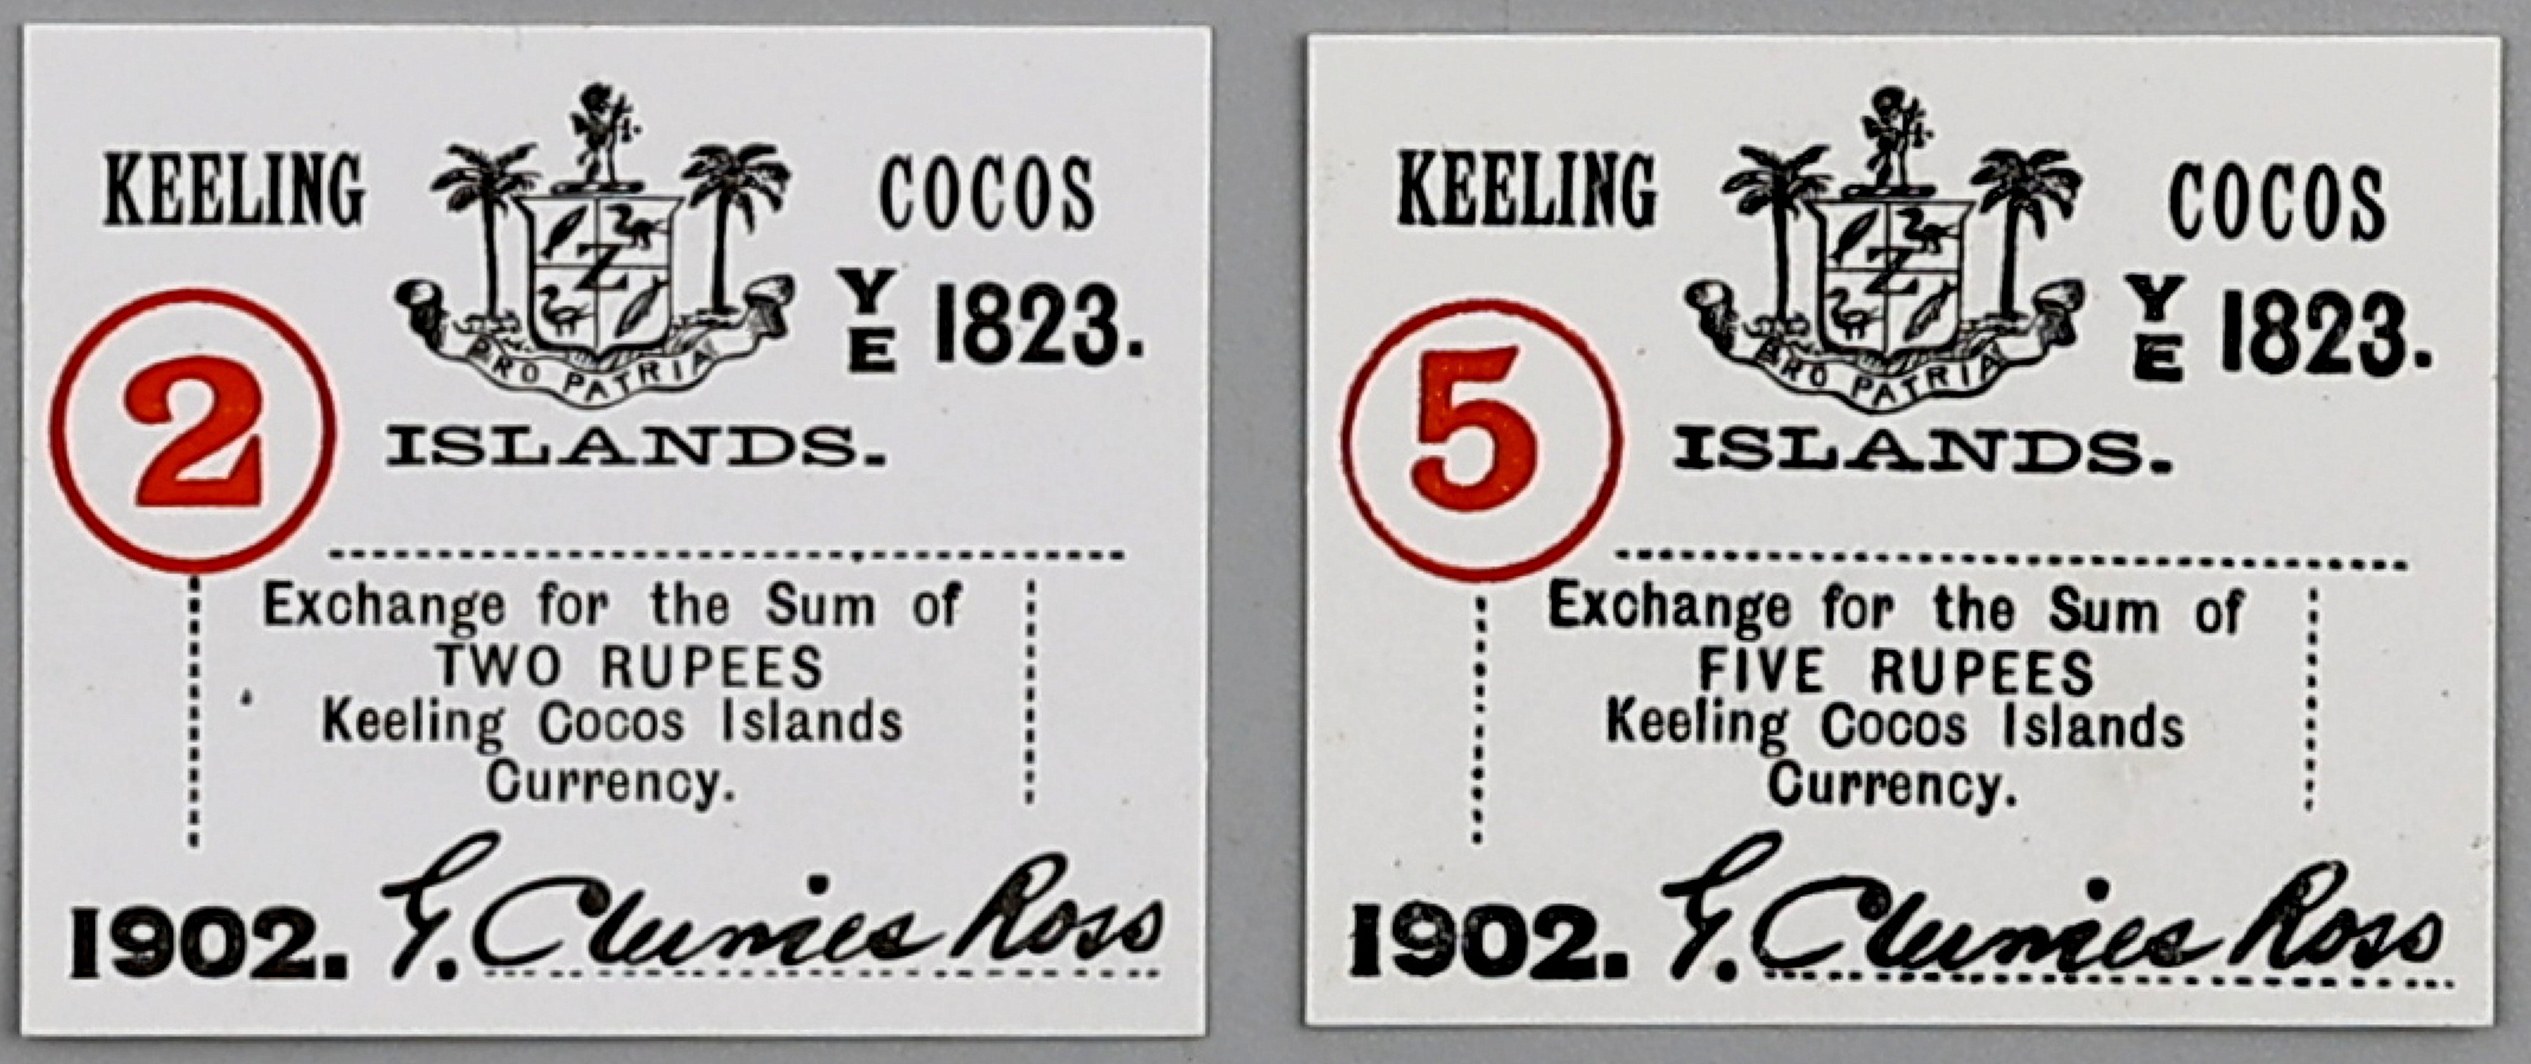 KEELING COCOS
Z
YE 1823.
PRO PATRIA
2
ISLANDS.
Exchange for the Sum of
TWO RUPEES
Keeling Cocos Islands
Currency.
1902. G. Clunies Ross
KEELING COCOS
Z
YE 1823.
PRO PATRIA
5
ISLANDS.
Exchange for the Sum of
FIVE RUPEES
Keeling Cocos Islands
Currency.
1902. G. Clunies Ross